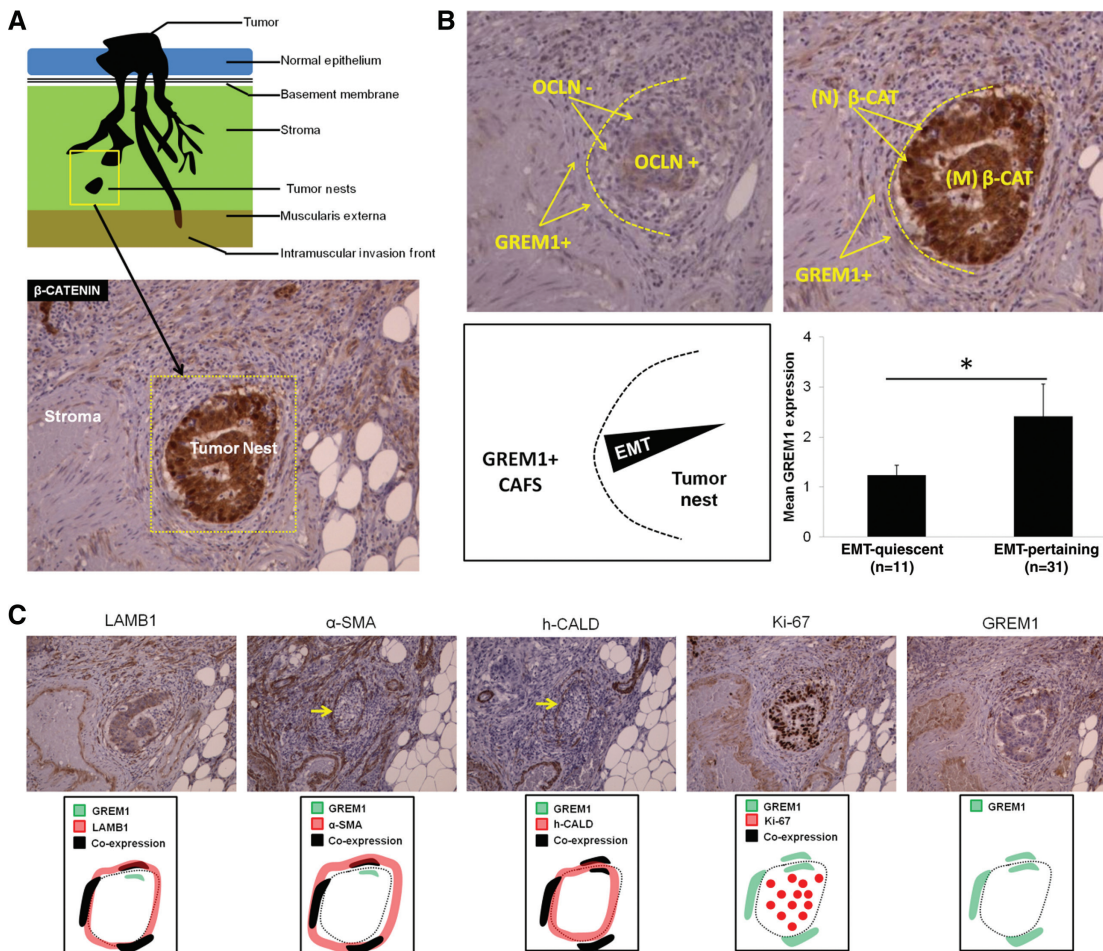 A
Tumor
Normal epithelium
Basement membrane
Stroma
Tumor nests
Muscularis externa
Intramuscular invasion front
β-CATENIN
Stroma
Tumor Nest
B
OCLN -
OCLN +
GREM1+
(N) β-CAT
(M) β-CAT
GREM1+
GREM1+
CAFS
EMT
Tumor
nest
Mean GREM1 expression
4
3
2
1
0
*
EMT-quiescent
(n=11)
EMT-pertaining
(n=31)
C
LAMB1
α-SMA
h-CALD
Ki-67
GREM1
GREM1
LAMB1
Co-expression
GREM1
α-SMA
Co-expression
GREM1
h-CALD
Co-expression
GREM1
Ki-67
Co-expression
GREM1